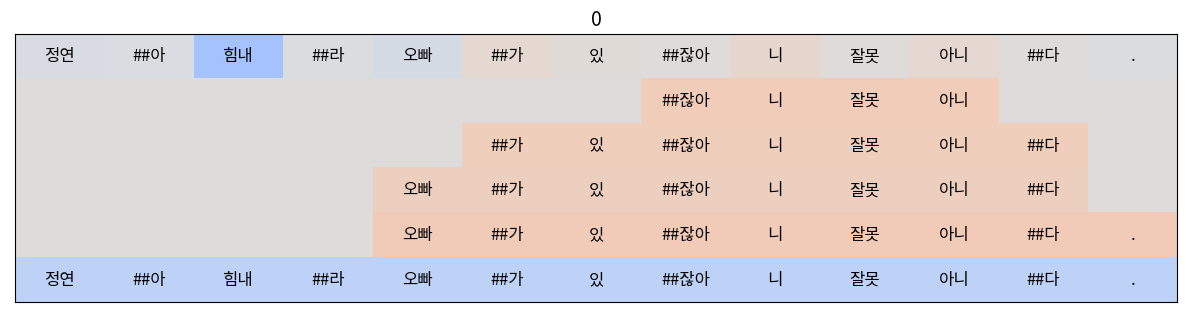 0
정연 ##아 힘내 ##라 오빠 ##가 있 ##잖아 니 잘못 아니 ##다 .
##잖아 니 잘못 아니
##가 있 ##잖아 니 잘못 아니 ##다
오빠 ##가 있 ##잖아 니 잘못 아니 ##다
오빠 ##가 있 ##잖아 니 잘못 아니 ##다 .
정연 ##아 힘내 ##라 오빠 ##가 있 ##잖아 니 잘못 아니 ##다 .